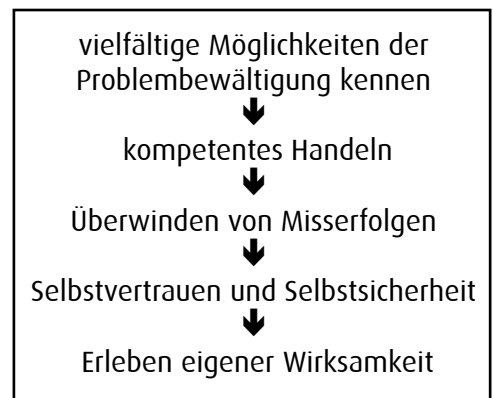 vielfältige Möglichkeiten der
Problembewältigung kennen
kompetentes Handeln
Überwinden von Misserfolgen
Selbstvertrauen und Selbstsicherheit
Erleben eigener Wirksamkeit